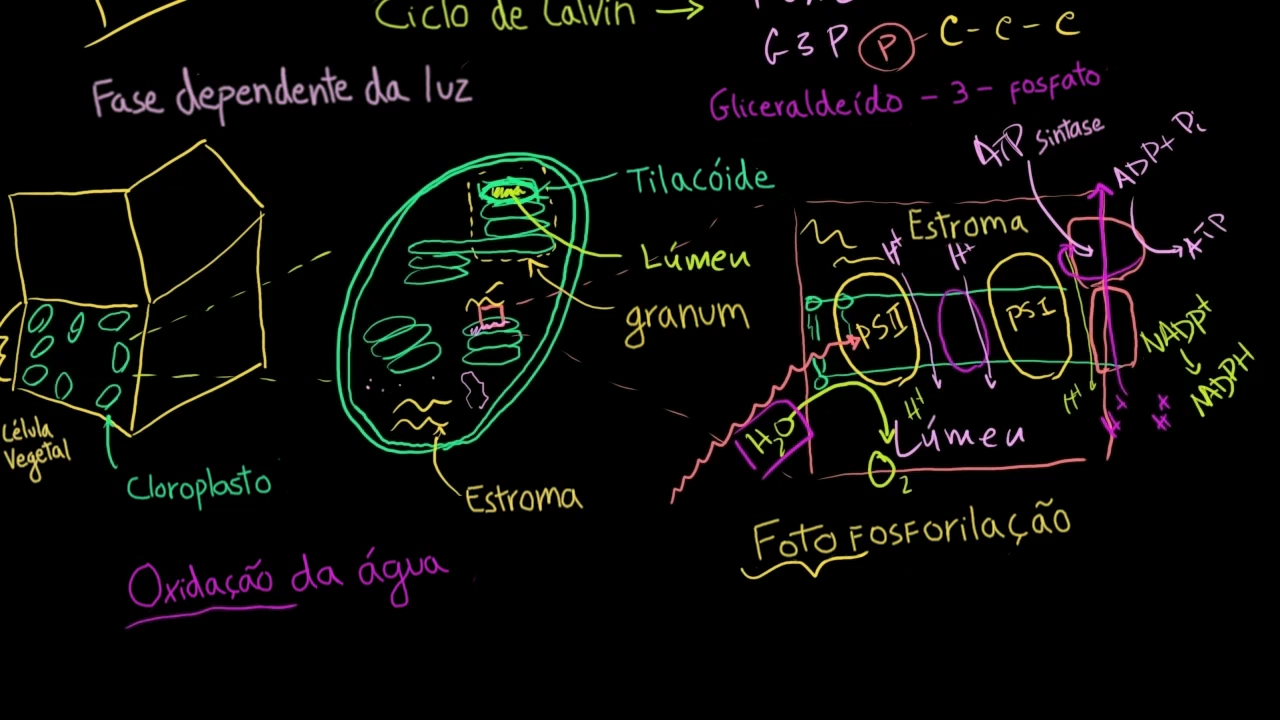 Ciclo de Calvin →
G3P P - C - C - C
Fase dependente da luz
Gliceraldeído - 3 - fosfato
ATP sintase
ADP + Pi
ATP
Tilacóide
Lúmen
granum
Estroma
H+
H+
PSII
PSI
NADP+
NADPH
H+
H+
H+
H+
H2O
Lúmen
O2
Célula
Vegetal
Cloroplasto
Estroma
Fotofosforilação
Oxidação da água